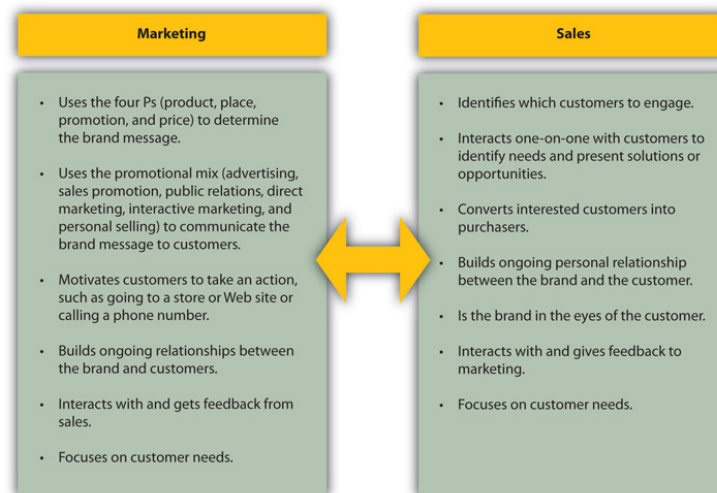 Marketing
• Uses the four Ps (product, place,
promotion, and price) to determine
the brand message.
• Uses the promotional mix (advertising,
sales promotion, public relations, direct
marketing, interactive marketing, and
personal selling) to communicate the
brand message to customers.
• Motivates customers to take an action,
such as going to a store or Web site or
calling a phone number.
• Builds ongoing relationships between
the brand and customers.
• Interacts with and gets feedback from
sales.
• Focuses on customer needs.
Sales
• Identifies which customers to engage.
• Interacts one-on-one with customers to
identify needs and present solutions or
opportunities.
• Converts interested customers into
purchasers.
• Builds ongoing personal relationship
between the brand and the customer.
• Is the brand in the eyes of the customer.
• Interacts with and gives feedback to
marketing.
• Focuses on customer needs.